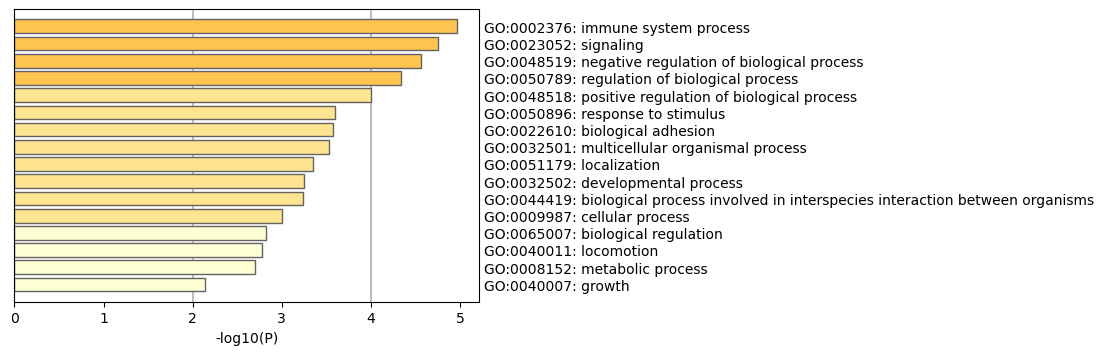 GO:0002376: immune system process
GO:0023052: signaling
GO:0048519: negative regulation of biological process
GO:0050789: regulation of biological process
GO:0048518: positive regulation of biological process
GO:0050896: response to stimulus
GO:0022610: biological adhesion
GO:0032501: multicellular organismal process
GO:0051179: localization
GO:0032502: developmental process
GO:0044419: biological process involved in interspecies interaction between organisms
GO:0009987: cellular process
GO:0065007: biological regulation
GO:0040011: locomotion
GO:0008152: metabolic process
GO:0040007: growth
0 1 2 3 4 5
-log10(P)